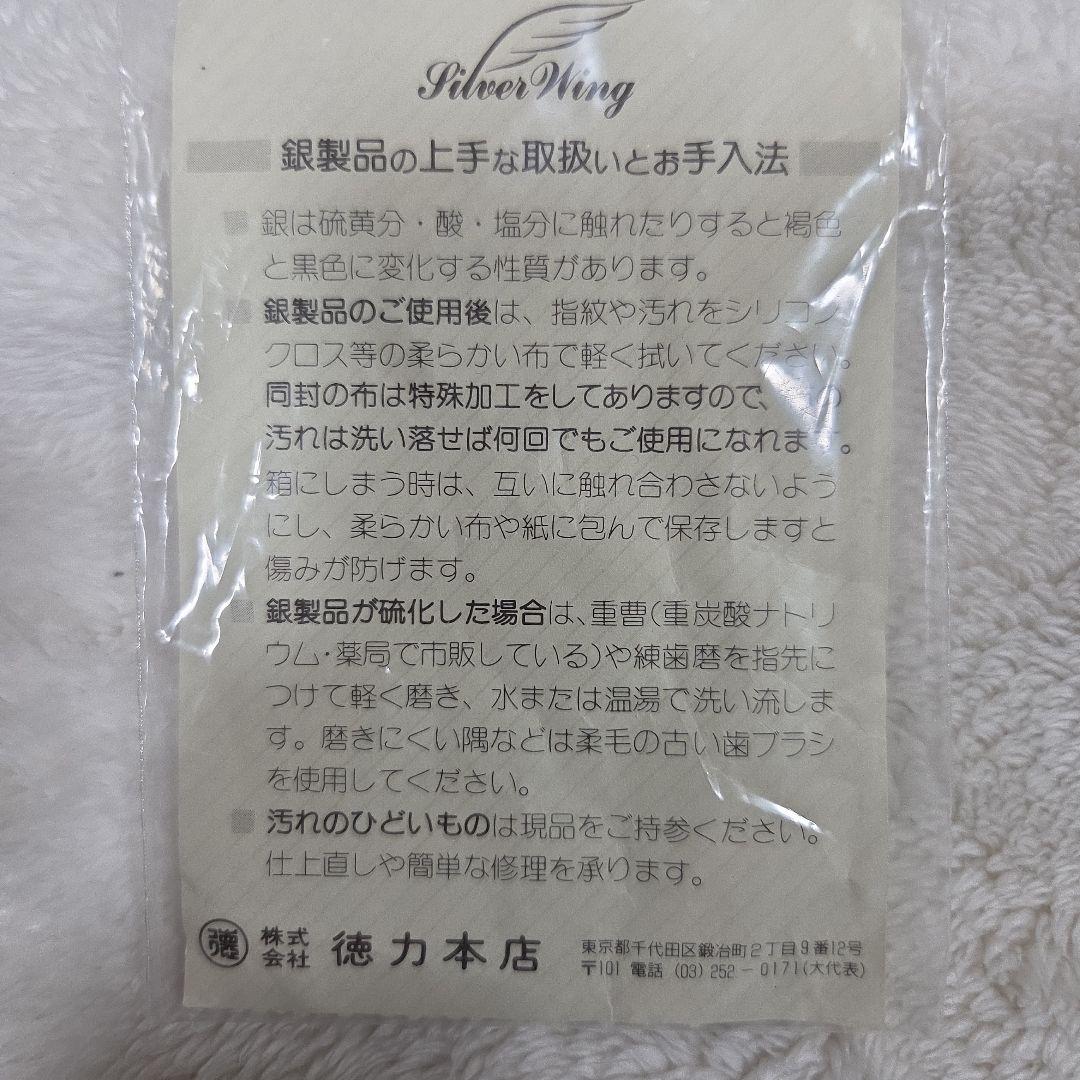 Silver Wing
銀製品の上手な取扱いとお手入法
銀は硫黄分・酸・塩分に触れたりすると褐色
と黒色に変化する性質があります。
銀製品のご使用後は、指紋や汚れをシリコン
クロス等の柔らかい布で軽く拭いてください。
同封の布は特殊加工をしてありますので、の
汚れは洗い落せば何回でもご使用になれます。
箱にしまう時は、互いに触れ合わさないよう
にし、柔らかい布や紙に包んで保存しますと
傷みが防げます。
銀製品が硫化した場合は、重曹(重炭酸ナトリ
ウム・薬局で市販している)や練歯磨を指先に
つけて軽く磨き、水または温湯で洗い流しま
す。磨きにくい隅などは柔毛の古い歯ブラシ
を使用してください。
汚れのひどいものは現品をご持参ください。
仕上直しや簡単な修理を承ります。
株式会社 徳力本店
東京都千代田区鍛冶町2丁目9番12号
〒101 電話 (03) 252-0171(大代表)